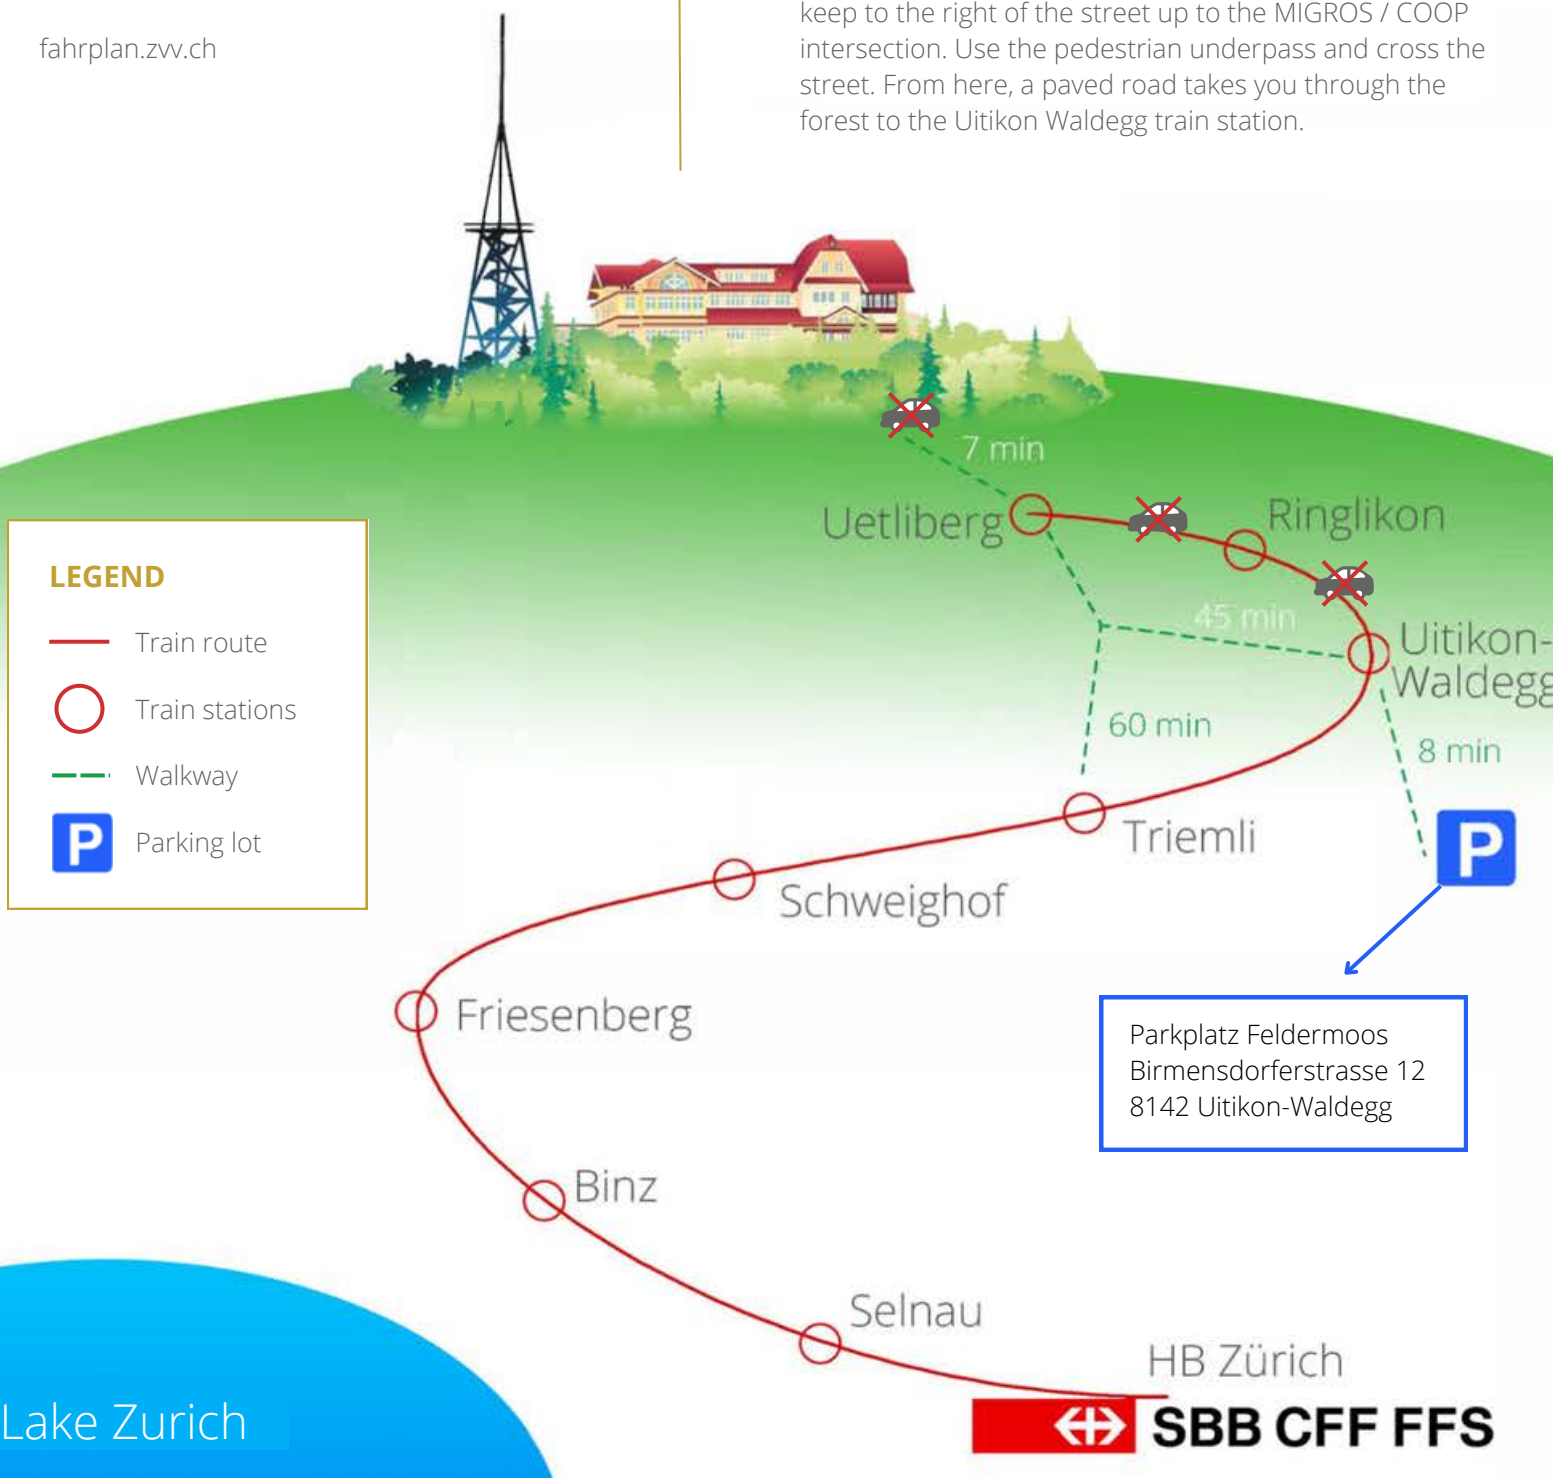 fahrplan.zvv.ch
keep to the right of the street up to the MIGROS / COOP
intersection. Use the pedestrian underpass and cross the
street. From here, a paved road takes you through the
forest to the Uitikon Waldegg train station.
7 min
Uetliberg
Ringlikon
45 min
Uitikon-
Waldegg
60 min
8 min
LEGEND
Train route
Train stations
Walkway
P Parking lot
Triemli
P
Schweighof
Friesenberg
Parkplatz Feldermoos
Birmensdorferstrasse 12
8142 Uitikon-Waldegg
Binz
Selnau
HB Zürich
SBB CFF FFS
Lake Zurich